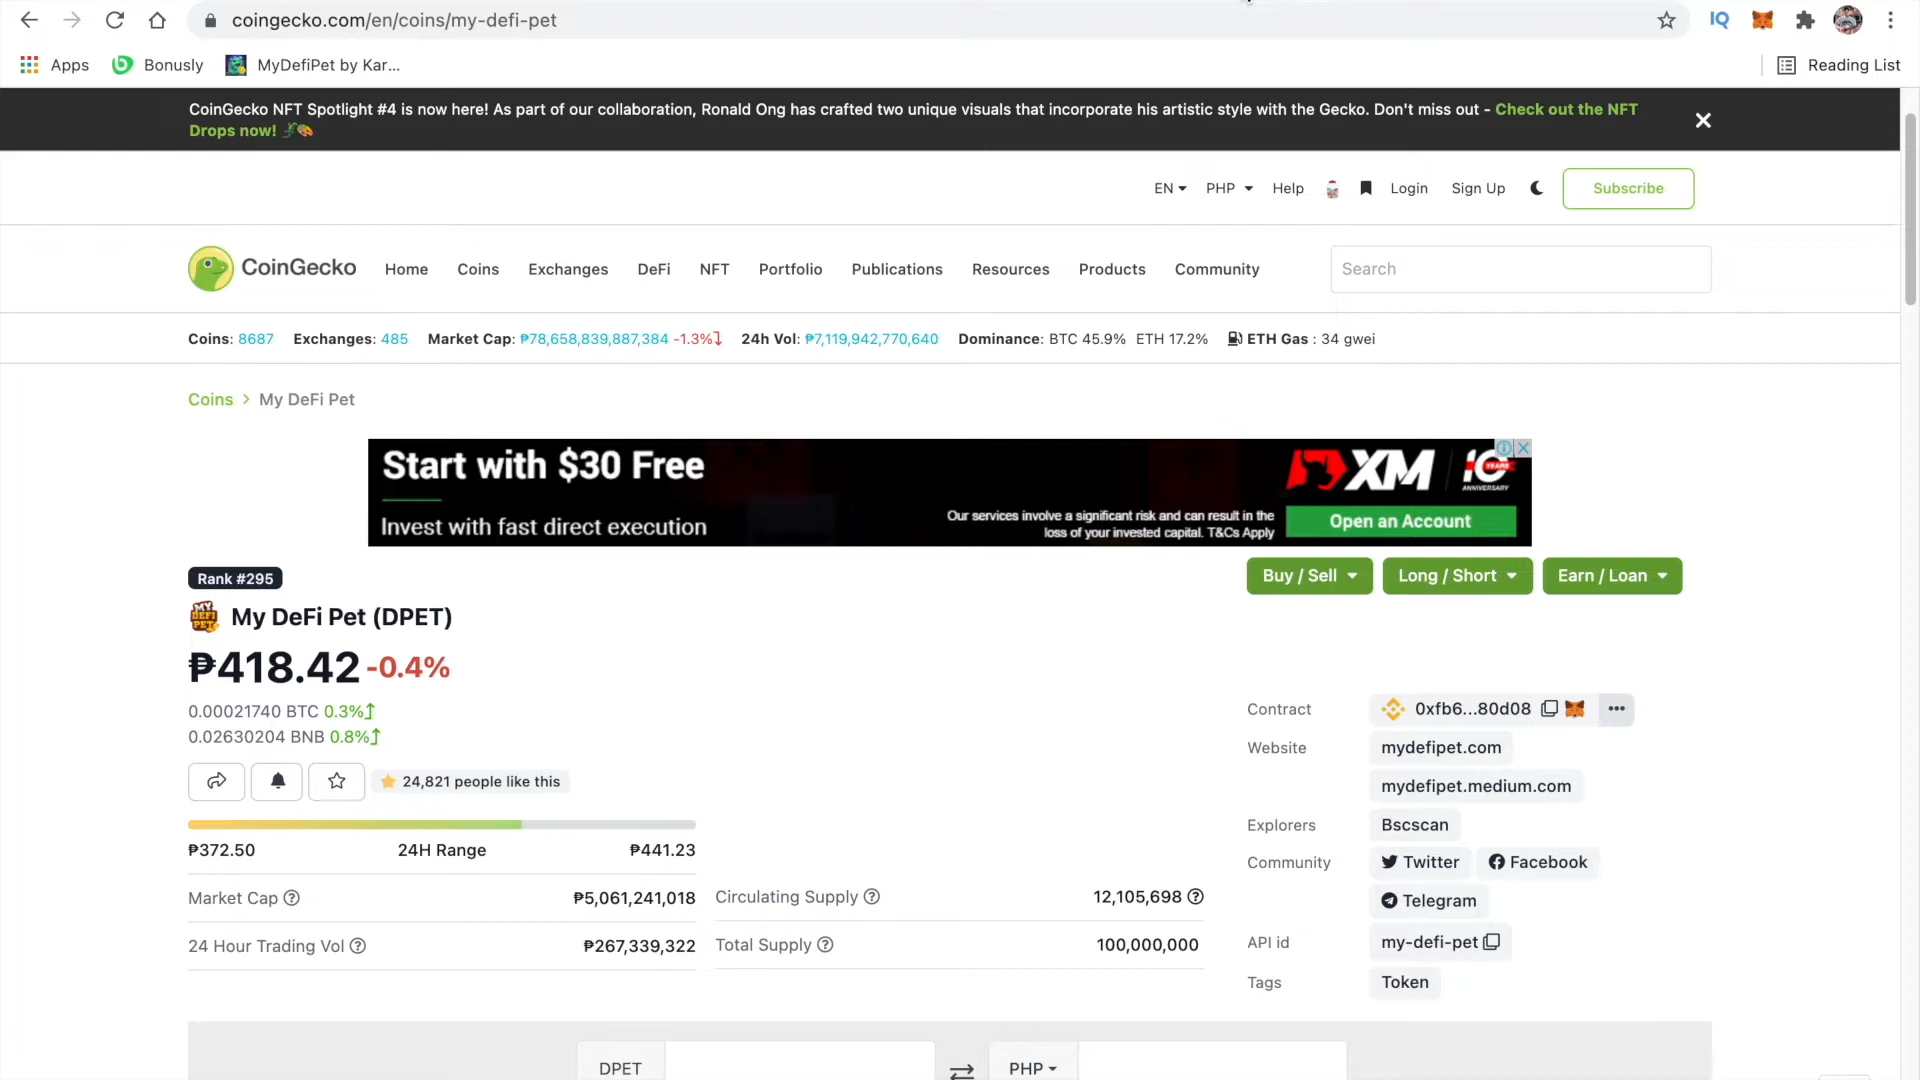 coingecko.com/en/coins/my-defi-pet
IQ
Apps Bonusly MyDefiPet by Kar... Reading List
CoinGecko NFT Spotlight #4 is now here! As part of our collaboration, Ronald Ong has crafted two unique visuals that incorporate his artistic style with the Gecko. Don't miss out - Check out the NFT
Drops now!
EN PHP Help Login Sign Up Subscribe
CoinGecko Home Coins Exchanges DeFi NFT Portfolio Publications Resources Products Community Search
Coins: 8687 Exchanges: 485 Market Cap: ₱78,658,839,887,384 -1.3% 24h Vol: ₱7,119,942,770,640 Dominance: BTC 45.9% ETH 17.2% ETH Gas : 34 gwei
Coins > My DeFi Pet
Start with $30 Free
Invest with fast direct execution
Our services involve a significant risk and can result in the
loss of your invested capital. T&Cs Apply
XM 10 YEARS ANNIVERSARY
Open an Account
Rank #295
Buy / Sell Long / Short Earn / Loan
MY DEFI PET My DeFi Pet (DPET)
₱418.42 -0.4%
0.00021740 BTC 0.3%
0.02630204 BNB 0.8%
24,821 people like this
₱372.50 24H Range ₱441.23
Market Cap ₱5,061,241,018
24 Hour Trading Vol ₱267,339,322
Circulating Supply 12,105,698
Total Supply 100,000,000
Contract 0xfb6...80d08 •••
Website mydefipet.com
mydefipet.medium.com
Explorers Bscscan
Community Twitter Facebook
Telegram
API id my-defi-pet
Tags Token
DPET PHP